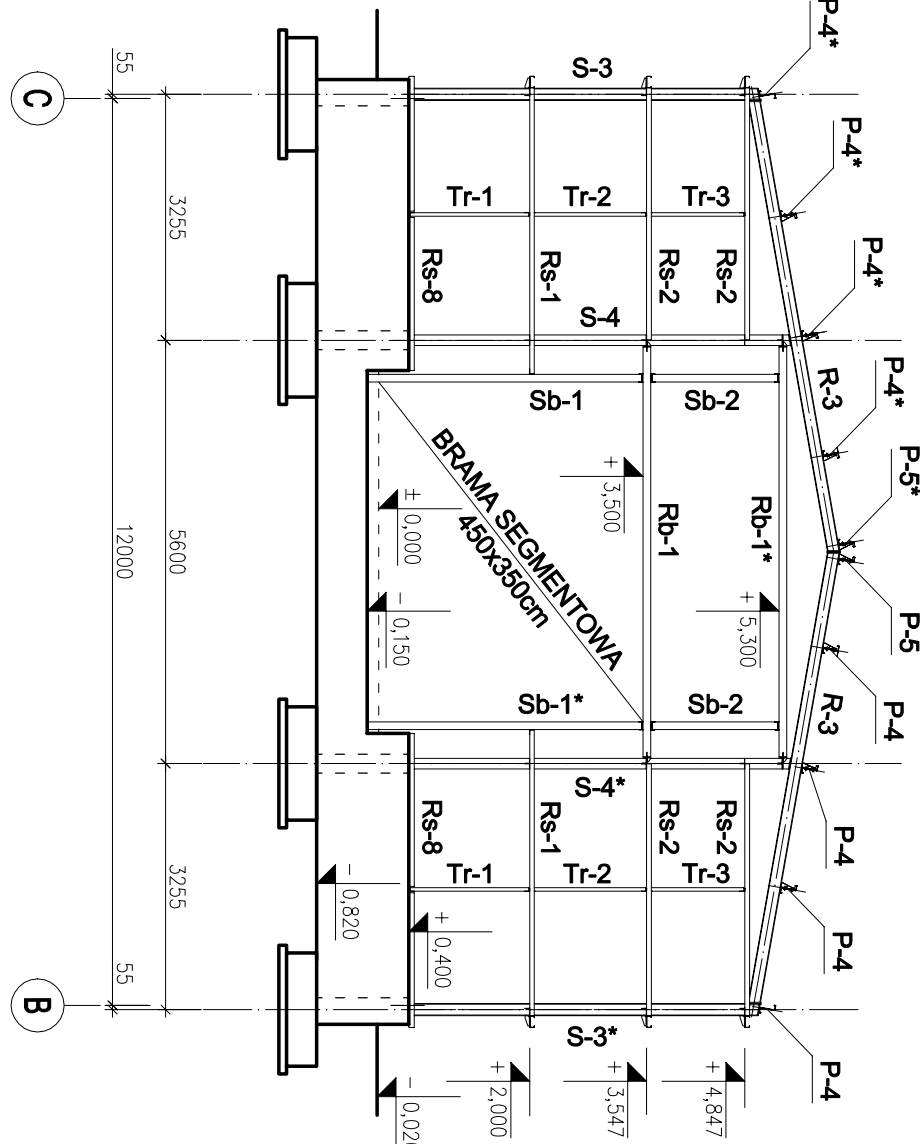 P-4*
P-4*
P-4*
P-4*
P-5*
P-5
P-4
P-4
P-4
P-4
R-3
R-3
S-3
Tr-1
Tr-2
Tr-3
Rs-8
Rs-1
Rs-2
Rs-2
S-4
Sb-1
Sb-2
BRAMA SEGMENTOWA
450x350cm
+ 3,500
Rb-1
Rb-1*
+ 5,300
± 0,000
- 0,150
Sb-1*
Sb-2
S-4*
Rs-8
Rs-1
Rs-2
Rs-2
Tr-1
Tr-2
Tr-3
- 0,820
+ 0,400
S-3*
+ 4,847
+ 3,547
+ 2,000
- 0,020
55
3255
5600
3255
55
12000
C
B